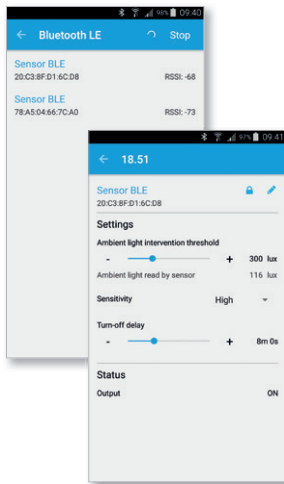 98% 09:40
Bluetooth LE Stop
Sensor BLE
20:C3:8F:D1:6C:D8 RSSI: -68
Sensor BLE
78:A5:04:66:7C:A0 RSSI: -73
97% 09:41
18.51
Sensor BLE
20:C3:8F:D1:6C:D8
Settings
Ambient light intervention threshold
- + 300 lux
Ambient light read by sensor 116 lux
Sensitivity High
Turn-off delay
- + 8m 0s
Status
Output ON